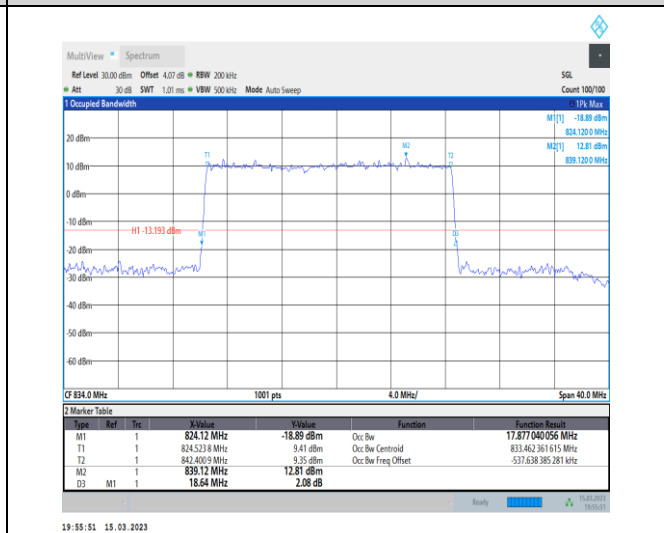 MultiView Spectrum
Ref Level 30.00 dBm Offset 4.07 dB RBW 200 kHz SGL
Att 30 dB SWT 1.01 ms VBW 500 kHz Mode Auto Sweep Count 100/100
1 Occupied Bandwidth 1Pk Max
M1[1] -18.89 dBm
824.120 0 MHz
M2[1] 12.81 dBm
839.120 0 MHz
20 dBm
T1 M2 T2
10 dBm
0 dBm
-10 dBm
H1 -13.193 dBm M1 D3
-20 dBm
-30 dBm
-40 dBm
-50 dBm
-60 dBm
CF 834.0 MHz 1001 pts 4.0 MHz/ Span 40.0 MHz
2 Marker Table
Type Ref Trc X-Value Y-Value Function Function Result
M1 1 824.12 MHz -18.89 dBm Occ Bw 17.877 040 056 MHz
T1 1 824.523 8 MHz 9.41 dBm Occ Bw Centroid 833.462 361 615 MHz
T2 1 842.400 9 MHz 9.35 dBm Occ Bw Freq Offset -537.638 385 281 kHz
M2 1 839.12 MHz 12.81 dBm
D3 M1 1 18.64 MHz 2.08 dB
Ready 15.03.2023
19:55:51
19:55:51 15.03.2023